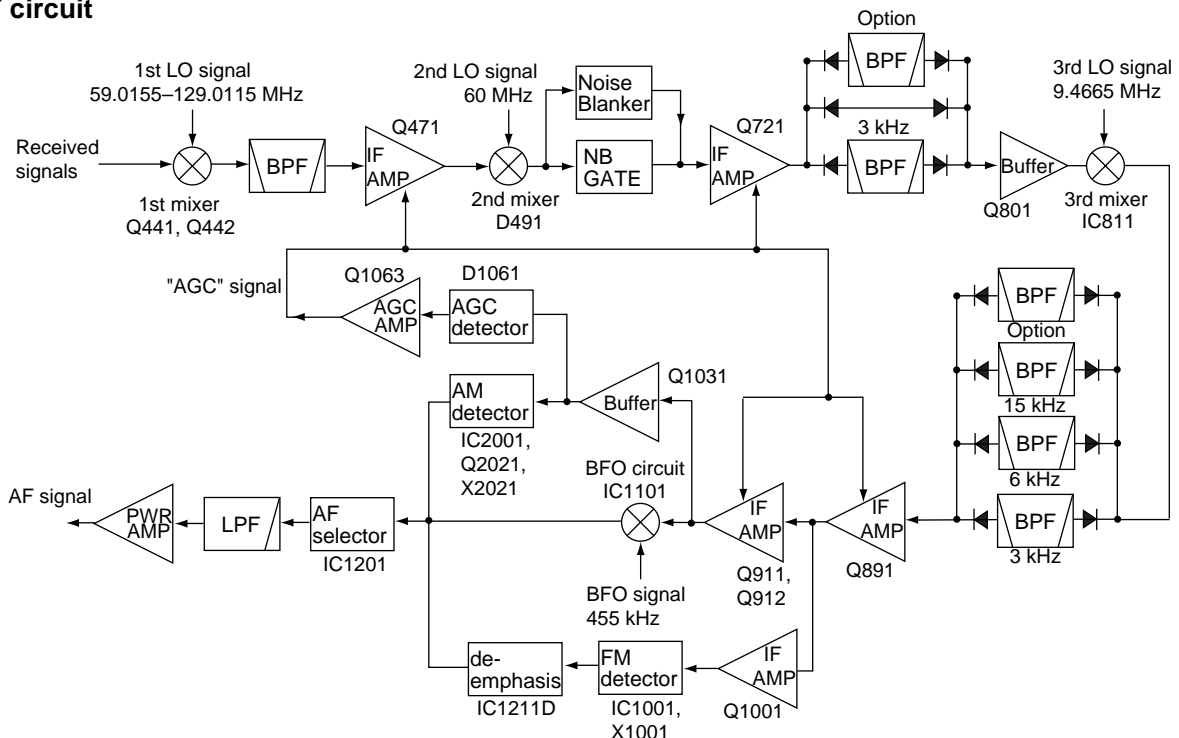 circuit
Option
BPF
1st LO signal
59.0155–129.0115 MHz
2nd LO signal
60 MHz
3rd LO signal
9.4665 MHz
Noise
Blanker
Q471
Q721
3 kHz
Received
signals
BPF
IF
AMP
NB
GATE
IF
AMP
BPF
Buffer
1st mixer
Q441, Q442
2nd mixer
D491
Q801
3rd mixer
IC811
"AGC" signal
Q1063
D1061
AGC
AMP
AGC
detector
BPF
Option
BPF
15 kHz
BPF
6 kHz
BPF
3 kHz
Q1031
AM
detector
Buffer
IC2001,
Q2021,
X2021
BFO circuit
IC1101
AF signal
PWR
AMP
LPF
AF
selector
IC1201
IF
AMP
IF
AMP
Q911,
Q912
Q891
BFO signal
455 kHz
de-
emphasis
IC1211D
FM
detector
IC1001,
X1001
IF
AMP
Q1001